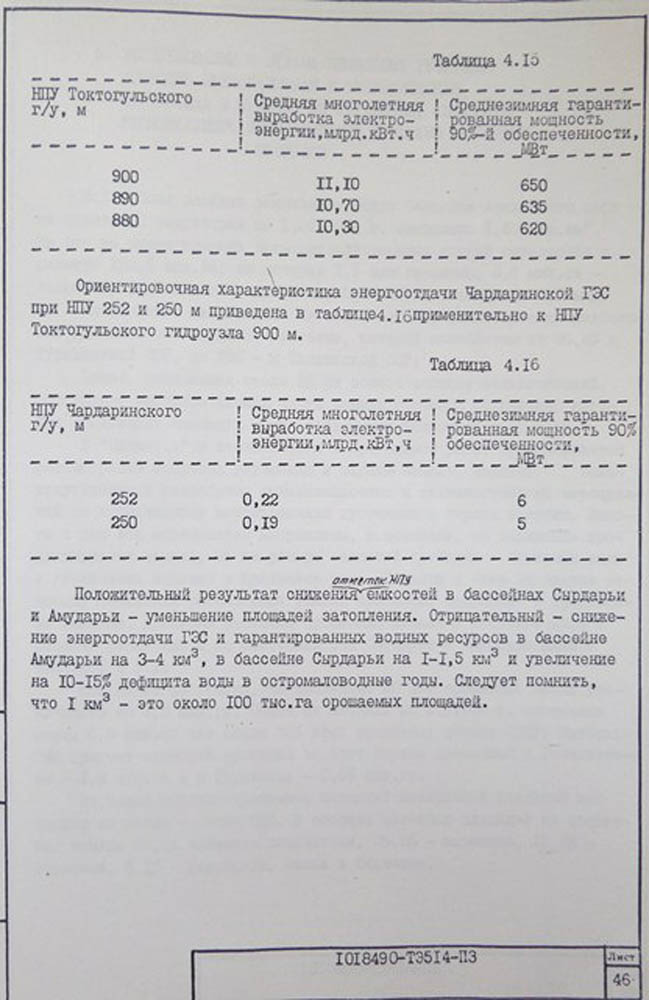 Таблица 4.15
НПУ Токтогульского ! Средняя многолетняя ! Среднезимняя гаранти-
г/у, м ! выработка электро- ! рованная мощность
! энергии,млрд.кВт.ч ! 90%-й обеспеченности,
МВт
900 II,I0 650
890 I0,70 635
880 I0,30 620
Ориентировочная характеристика энергоотдачи Чардаринской ГЭС
при НПУ 252 и 250 м приведена в таблице4.I6применительно к НПУ
Токтогульского гидроузла 900 м.
Таблица 4.I6
НПУ Чардаринского ! Средняя многолетняя ! Среднезимняя гаранти-
г/у, м ! выработка электро- ! рованная мощность 90%
! энергии,млрд.кВт,ч ! обеспеченности,
МВт
252 0,22 6
250 0,I9 5
отметок НПУ
Положительный результат снижения емкостей в бассейнах Сырдарьи
и Амударьи - уменьшение площадей затопления. Отрицательный - сниже-
ние энергоотдачи ГЭС и гарантированных водных ресурсов в бассейне
Амударьи на 3-4 км³, в бассейне Сырдарьи на I-I,5 км³ и увеличение
на I0-I5% дефицита воды в остромаловодные годы. Следует помнить,
что I км³ - это около I00 тыс.га орошаемых площадей.
I0I8490-ТЭ5I4-ПЗ
Лист
46